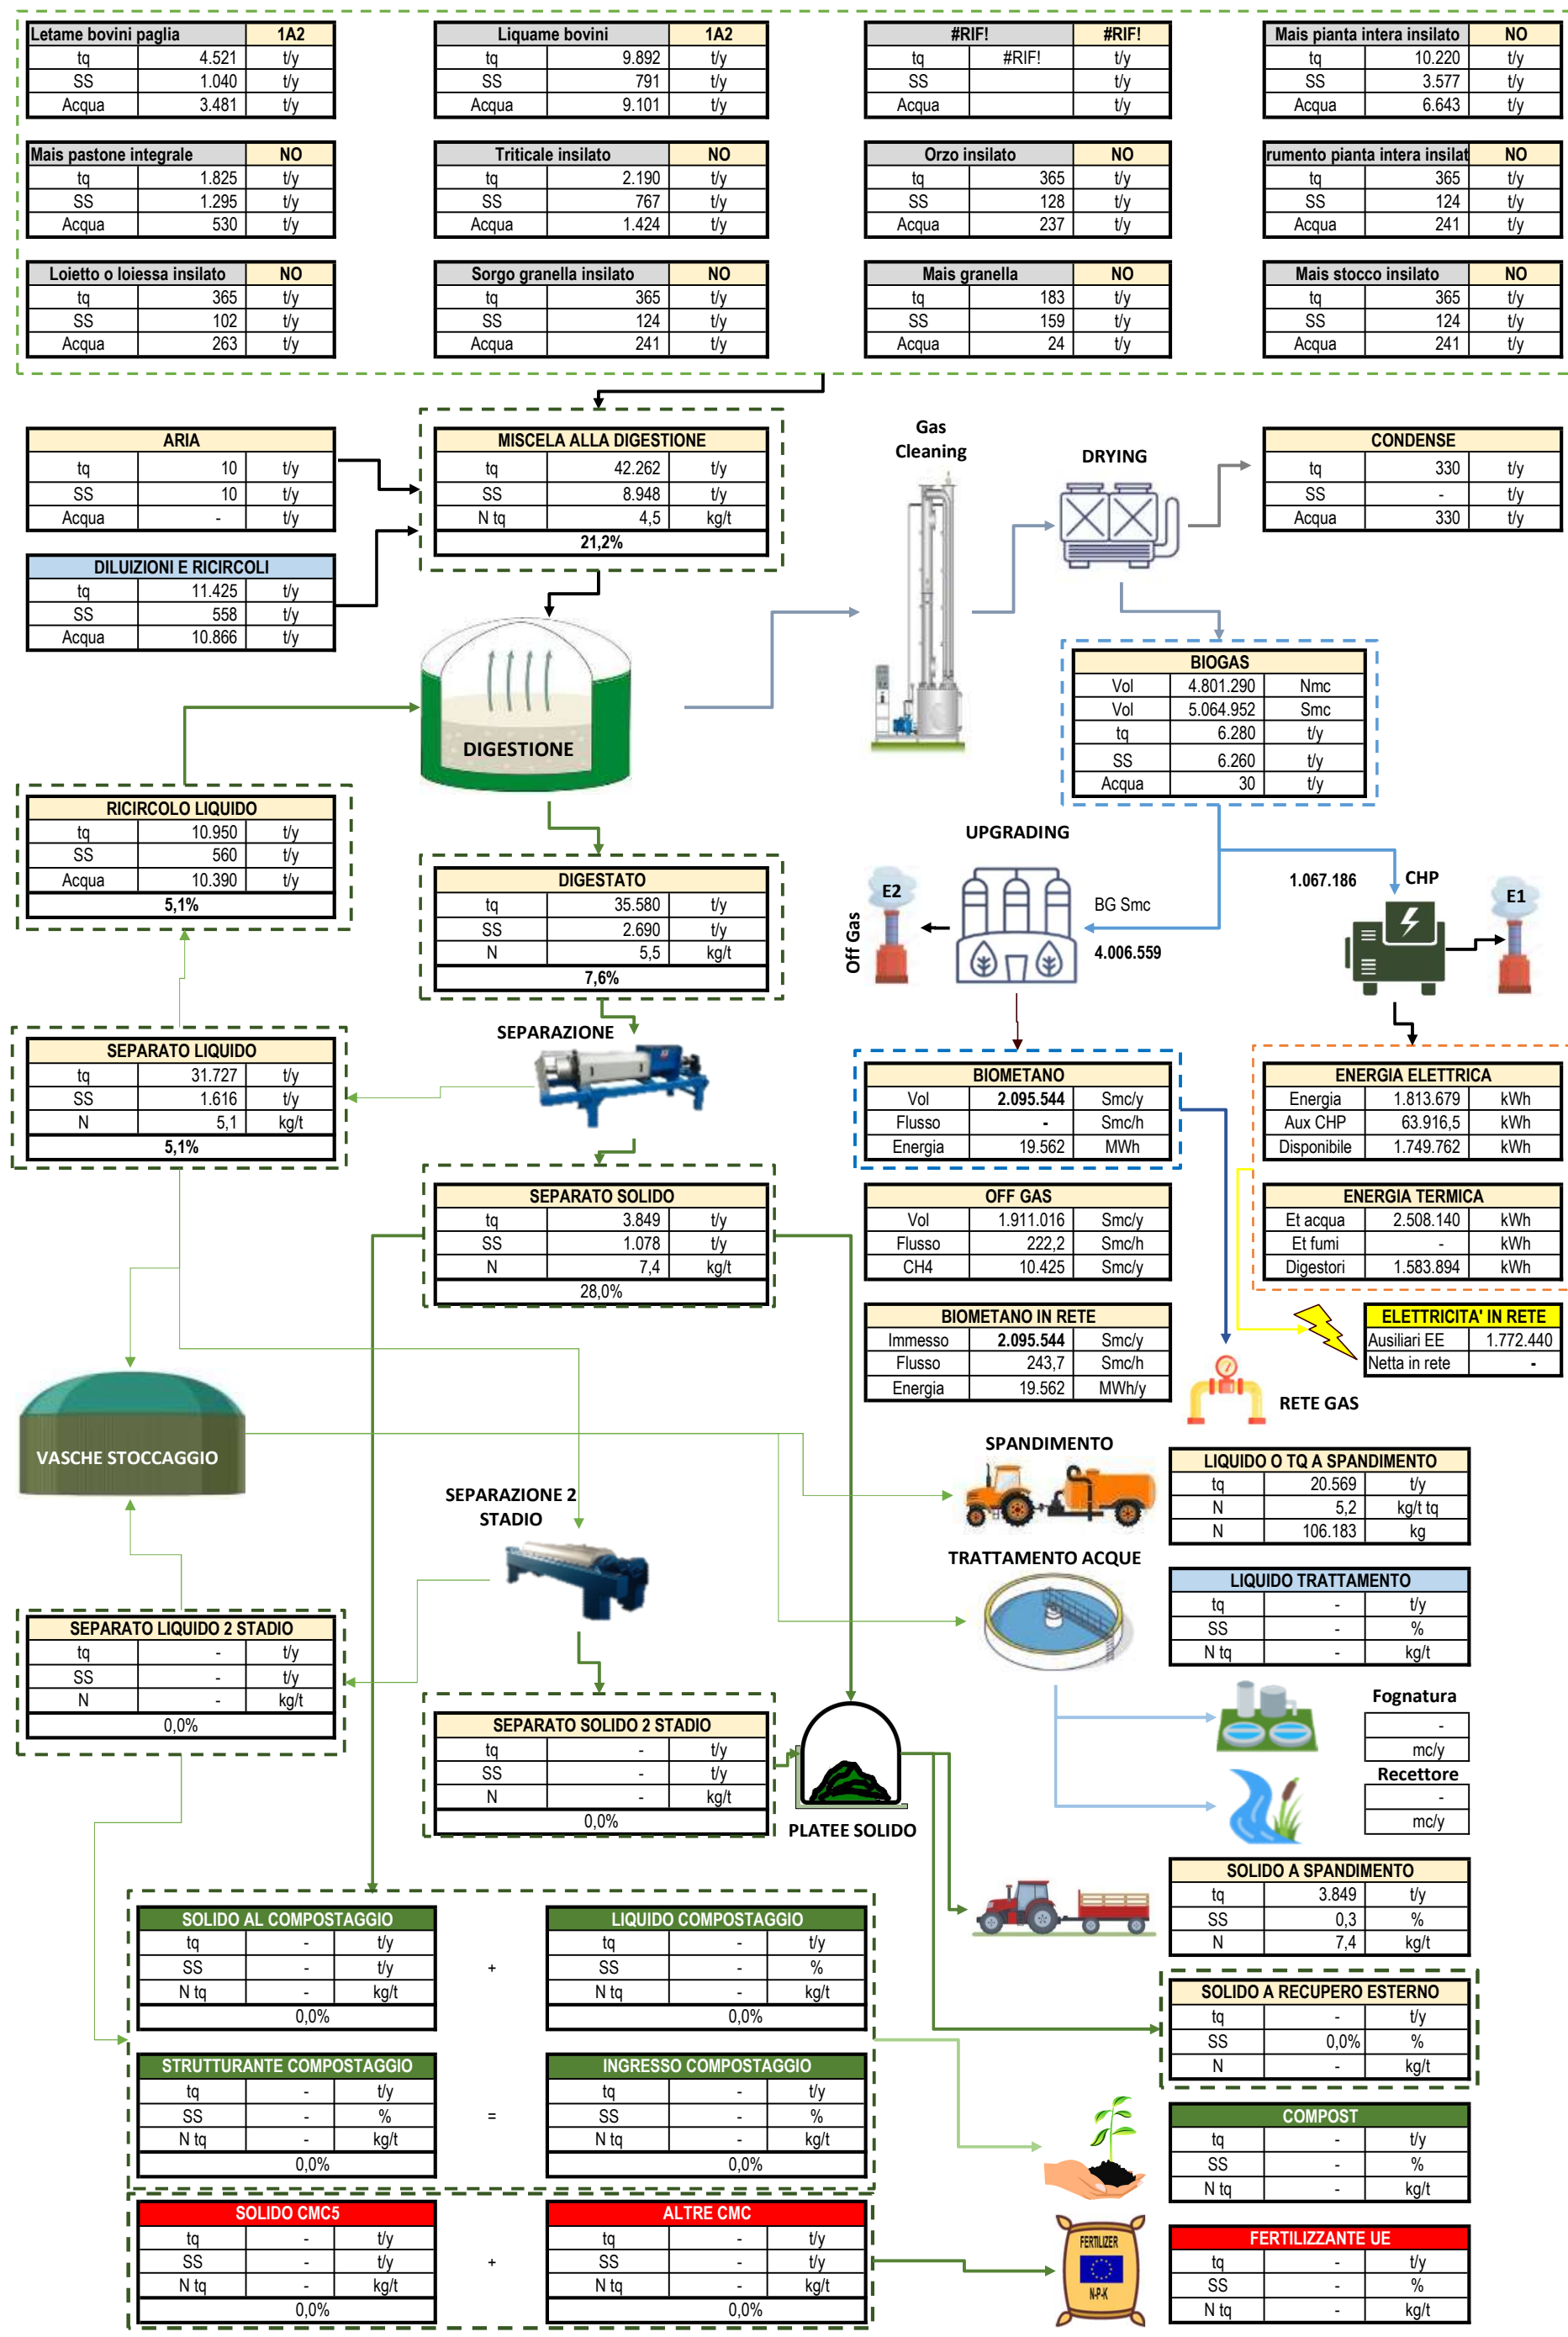 Letame bovini paglia 1A2
tq 4.521 t/y
SS 1.040 t/y
Acqua 3.481 t/y
Liquame bovini 1A2
tq 9.892 t/y
SS 791 t/y
Acqua 9.101 t/y
#RIF! #RIF!
tq #RIF! t/y
SS t/y
Acqua t/y
Mais pianta intera insilato NO
tq 10.220 t/y
SS 3.577 t/y
Acqua 6.643 t/y
Mais pastone integrale NO
tq 1.825 t/y
SS 1.295 t/y
Acqua 530 t/y
Triticale insilato NO
tq 2.190 t/y
SS 767 t/y
Acqua 1.424 t/y
Orzo insilato NO
tq 365 t/y
SS 128 t/y
Acqua 237 t/y
rumento pianta intera insilat NO
tq 365 t/y
SS 124 t/y
Acqua 241 t/y
Loietto o loiessa insilato NO
tq 365 t/y
SS 102 t/y
Acqua 263 t/y
Sorgo granella insilato NO
tq 365 t/y
SS 124 t/y
Acqua 241 t/y
Mais granella NO
tq 183 t/y
SS 159 t/y
Acqua 24 t/y
Mais stocco insilato NO
tq 365 t/y
SS 124 t/y
Acqua 241 t/y
ARIA
tq 10 t/y
SS 10 t/y
Acqua - t/y
MISCELA ALLA DIGESTIONE
tq 42.262 t/y
SS 8.948 t/y
N tq 4,5 kg/t
21,2%
Gas
Cleaning
DRYING
CONDENSE
tq 330 t/y
SS - t/y
Acqua 330 t/y
DILUIZIONI E RICIRCOLI
tq 11.425 t/y
SS 558 t/y
Acqua 10.866 t/y
DIGESTIONE
BIOGAS
Vol 4.801.290 Nmc
Vol 5.064.952 Smc
tq 6.280 t/y
SS 6.260 t/y
Acqua 30 t/y
RICIRCOLO LIQUIDO
tq 10.950 t/y
SS 560 t/y
Acqua 10.390 t/y
5,1%
DIGESTATO
tq 35.580 t/y
SS 2.690 t/y
N 5,5 kg/t
7,6%
UPGRADING
E2
Off Gas
BG Smc
4.006.559
1.067.186
CHP
E1
SEPARAZIONE
SEPARATO LIQUIDO
tq 31.727 t/y
SS 1.616 t/y
N 5,1 kg/t
5,1%
BIOMETANO
Vol 2.095.544 Smc/y
Flusso - Smc/h
Energia 19.562 MWh
ENERGIA ELETTRICA
Energia 1.813.679 kWh
Aux CHP 63.916,5 kWh
Disponibile 1.749.762 kWh
SEPARATO SOLIDO
tq 3.849 t/y
SS 1.078 t/y
N 7,4 kg/t
28,0%
OFF GAS
Vol 1.911.016 Smc/y
Flusso 222,2 Smc/h
CH4 10.425 Smc/y
ENERGIA TERMICA
Et acqua 2.508.140 kWh
Et fumi - kWh
Digestori 1.583.894 kWh
BIOMETANO IN RETE
Immesso 2.095.544 Smc/y
Flusso 243,7 Smc/h
Energia 19.562 MWh/y
ELETTRICITA' IN RETE
Ausiliari EE 1.772.440
Netta in rete -
RETE GAS
VASCHE STOCCAGGIO
SPANDIMENTO
LIQUIDO O TQ A SPANDIMENTO
tq 20.569 t/y
N 5,2 kg/t tq
N 106.183 kg
SEPARAZIONE 2
STADIO
TRATTAMENTO ACQUE
LIQUIDO TRATTAMENTO
tq - t/y
SS - %
N tq - kg/t
SEPARATO LIQUIDO 2 STADIO
tq - t/y
SS - t/y
N - kg/t
0,0%
SEPARATO SOLIDO 2 STADIO
tq - t/y
SS - t/y
N - kg/t
0,0%
PLATEE SOLIDO
Fognatura
-
mc/y
Recettore
-
mc/y
SOLIDO A SPANDIMENTO
tq 3.849 t/y
SS 0,3 %
N 7,4 kg/t
SOLIDO AL COMPOSTAGGIO
tq - t/y
SS - t/y
N tq - kg/t
0,0%
+
LIQUIDO COMPOSTAGGIO
tq - t/y
SS - %
N tq - kg/t
0,0%
SOLIDO A RECUPERO ESTERNO
tq - t/y
SS 0,0% %
N - kg/t
STRUTTURANTE COMPOSTAGGIO
tq - t/y
SS - %
N tq - kg/t
0,0%
=
INGRESSO COMPOSTAGGIO
tq - t/y
SS - %
N tq - kg/t
0,0%
COMPOST
tq - t/y
SS - %
N tq - kg/t
SOLIDO CMC5
tq - t/y
SS - t/y
N tq - kg/t
0,0%
+
ALTRE CMC
tq - t/y
SS - t/y
N tq - kg/t
0,0%
FERTILIZER
N-P-K
FERTILIZZANTE UE
tq - t/y
SS - %
N tq - kg/t